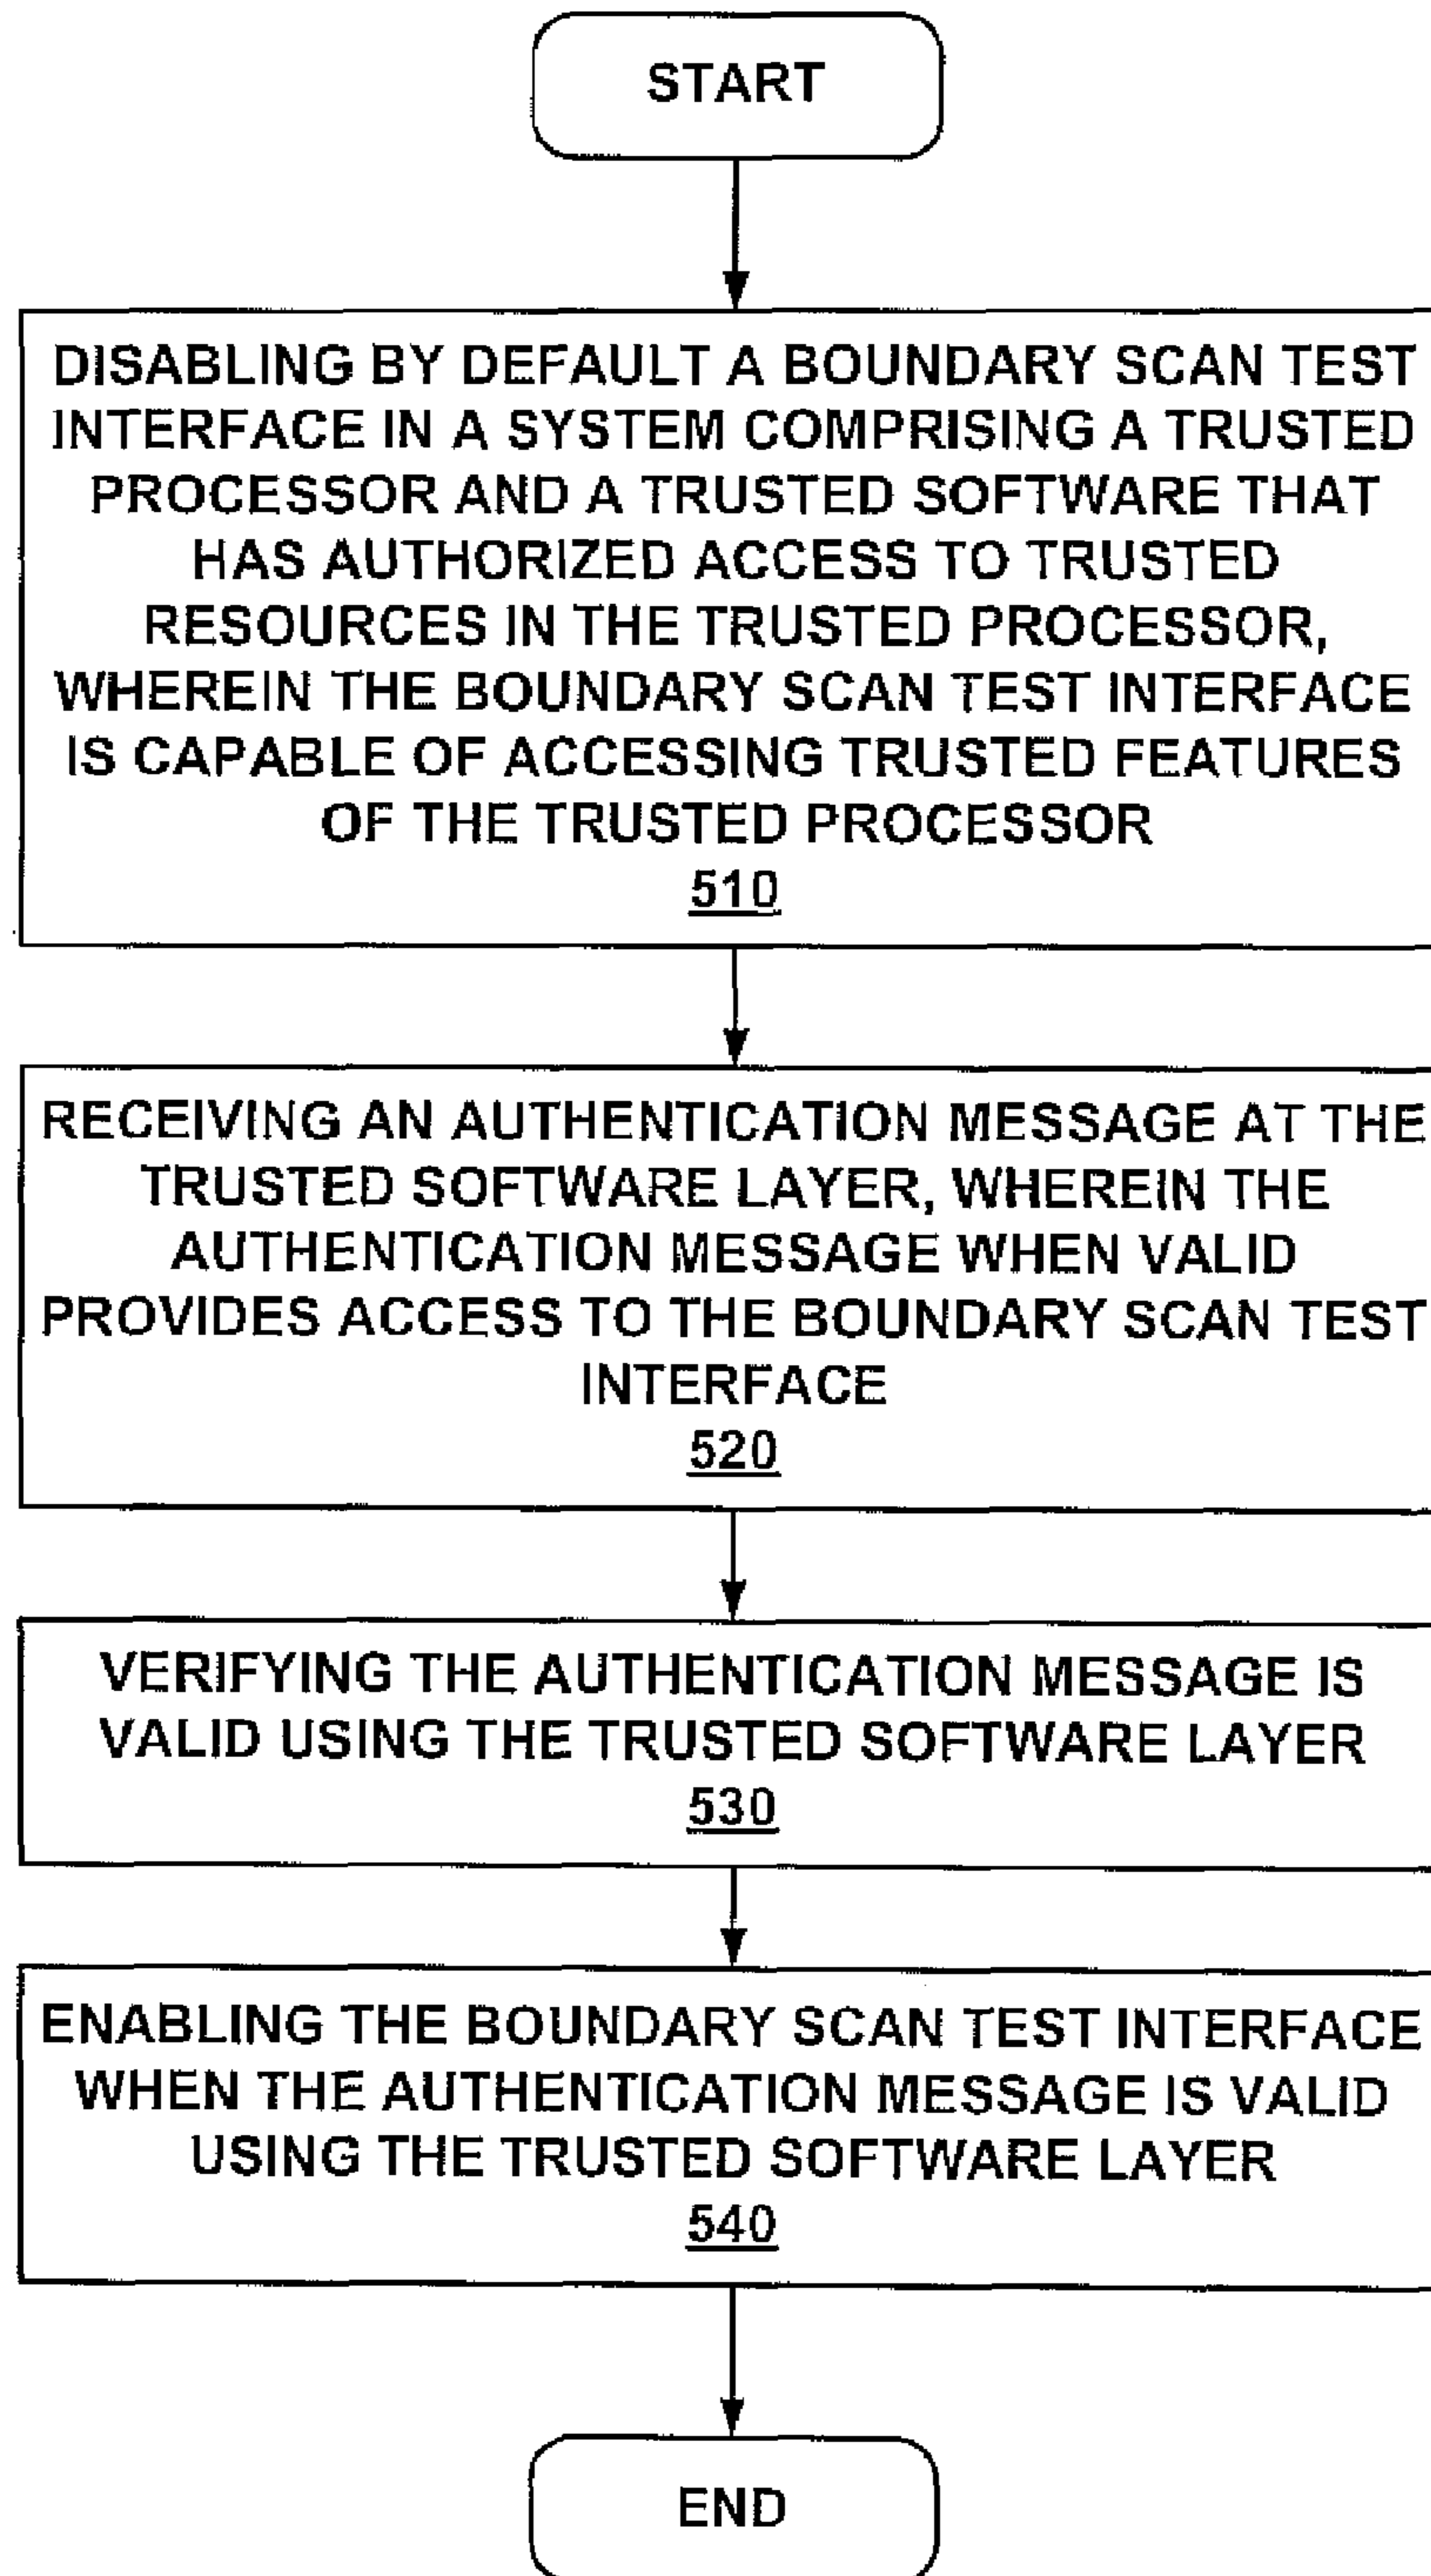 START
DISABLING BY DEFAULT A BOUNDARY SCAN TEST
INTERFACE IN A SYSTEM COMPRISING A TRUSTED
PROCESSOR AND A TRUSTED SOFTWARE THAT
HAS AUTHORIZED ACCESS TO TRUSTED
RESOURCES IN THE TRUSTED PROCESSOR,
WHEREIN THE BOUNDARY SCAN TEST INTERFACE
IS CAPABLE OF ACCESSING TRUSTED FEATURES
OF THE TRUSTED PROCESSOR
510
RECEIVING AN AUTHENTICATION MESSAGE AT THE
TRUSTED SOFTWARE LAYER, WHEREIN THE
AUTHENTICATION MESSAGE WHEN VALID
PROVIDES ACCESS TO THE BOUNDARY SCAN TEST
INTERFACE
520
VERIFYING THE AUTHENTICATION MESSAGE IS
VALID USING THE TRUSTED SOFTWARE LAYER
530
ENABLING THE BOUNDARY SCAN TEST INTERFACE
WHEN THE AUTHENTICATION MESSAGE IS VALID
USING THE TRUSTED SOFTWARE LAYER
540
END